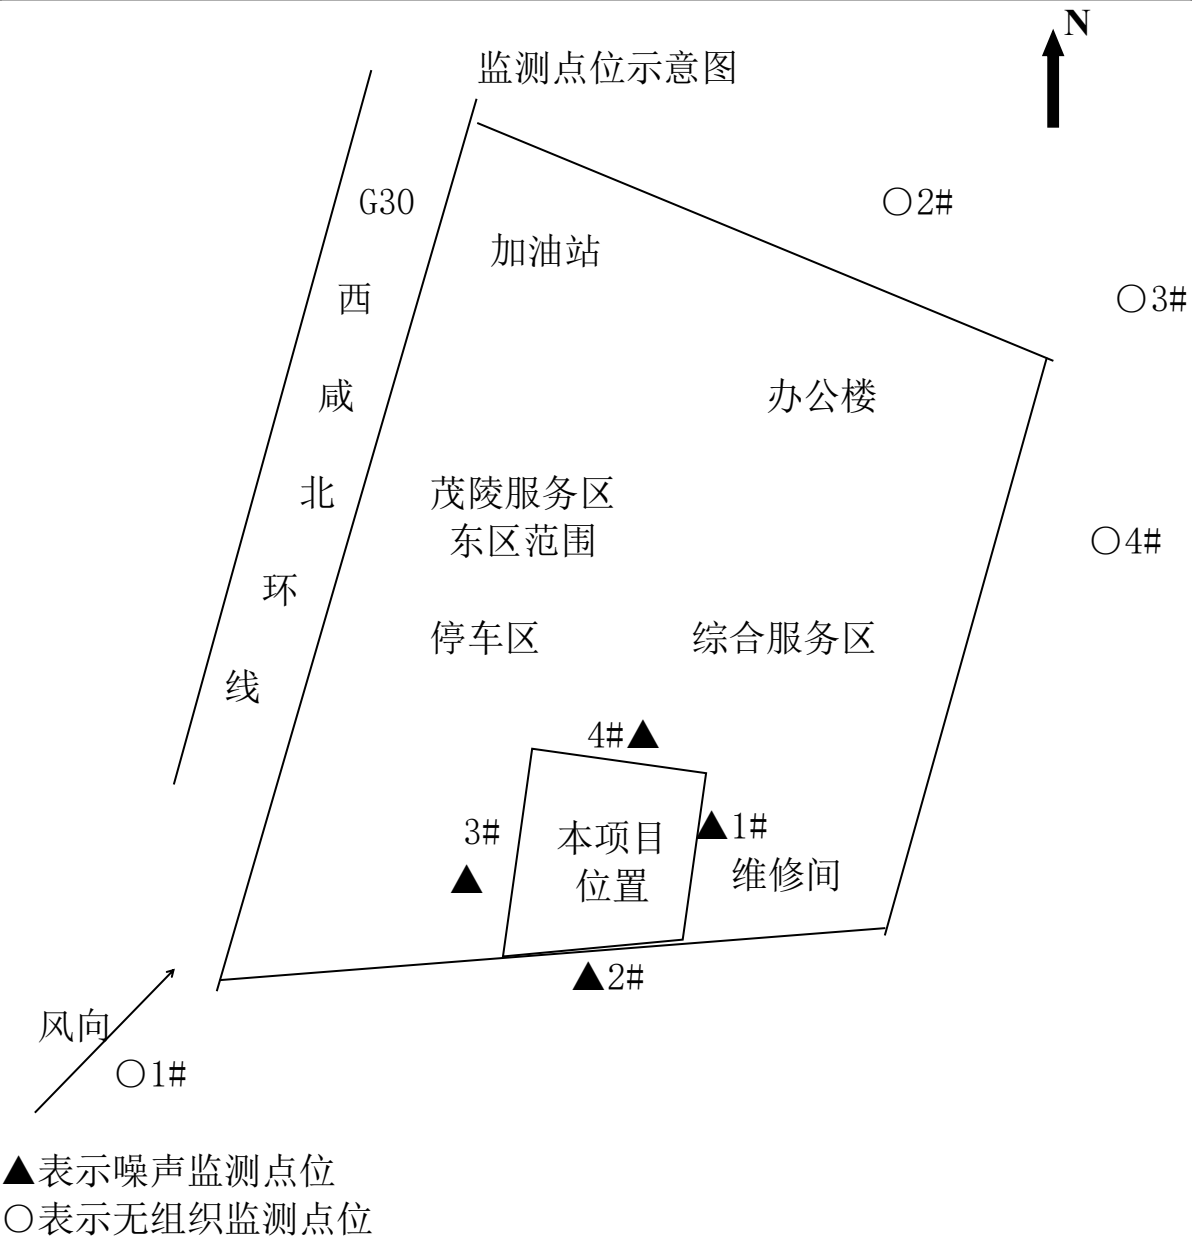 N
监测点位示意图
G30
○2#
加油站
西
○3#
咸
办公楼
北
茂陵服务区
东区范围
○4#
环
停车区
综合服务区
线
4#▲
3#
本项目
位置
▲1#
▲
维修间
▲2#
风向
○1#
▲表示噪声监测点位
○表示无组织监测点位